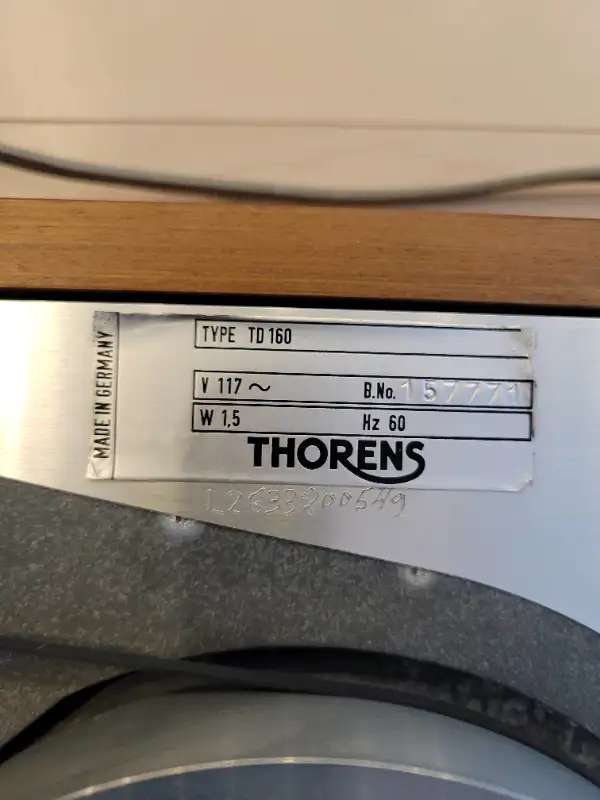 MADE IN GERMANY
TYPE TD 160
V 117 ~ B.No. 157771
W 1,5 Hz 60
THORENS